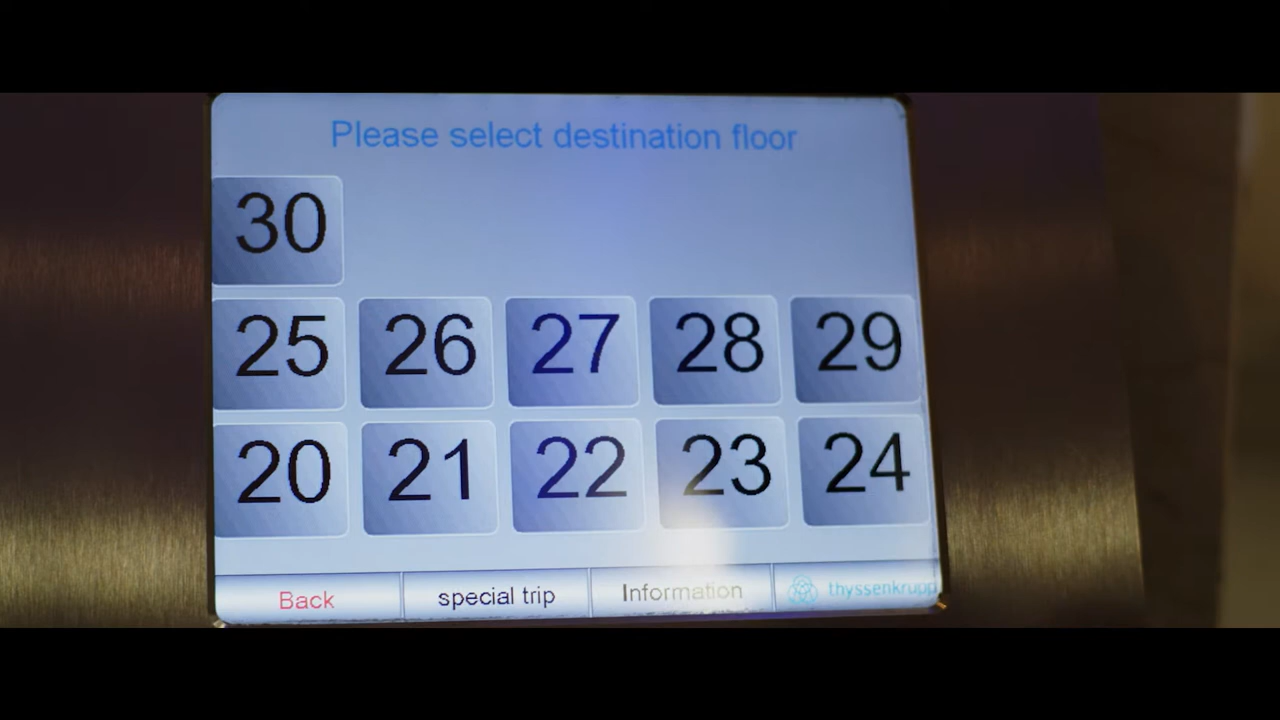 Please select destination floor
30
25 26 27 28 29
20 21 22 23 24
Back special trip Information thyssenkrupp